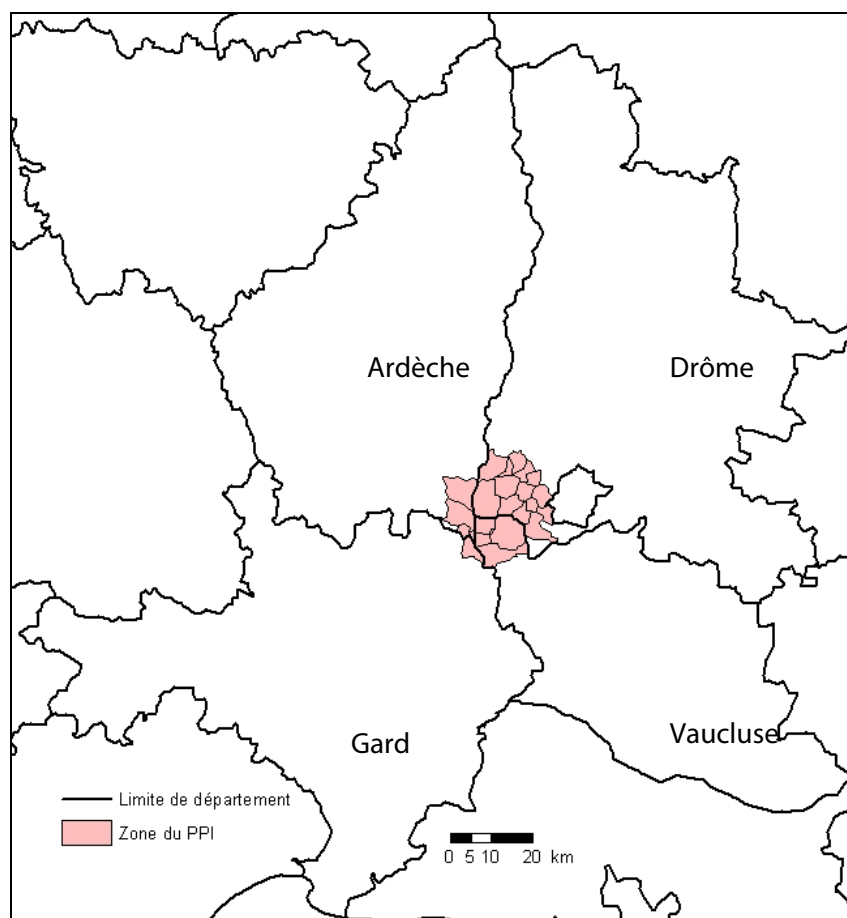 Ardèche
Drôme
Gard
Vaucluse
Limite de département
Zone du PPI
0 5 10 20 km